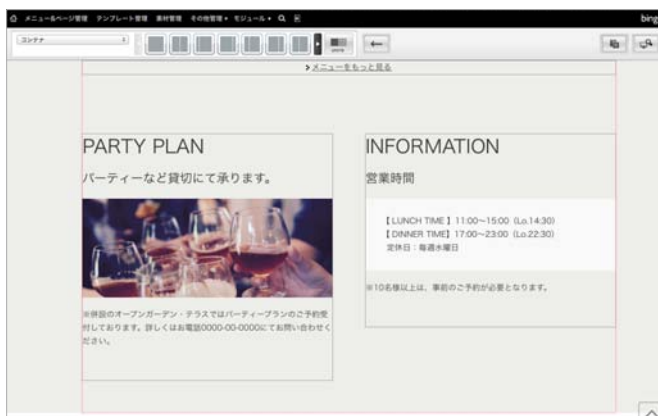 メニュー&ページ管理 テンプレート管理 素材管理 その他管理 モジュール
bing
コンテナ
メニューをもっと見る
PARTY PLAN
パーティーなど貸切にて承ります。
※併設のオープンガーデン・テラスではパーティープランのご予約受
付しております。詳しくはお電話0000-00-0000にてお問い合わせく
ださい。
INFORMATION
営業時間
【 LUNCH TIME 】11:00〜15:00（Lo.14:30）
【 DINNER TIME】17:00〜23:00（Lo.22:30）
定休日：毎週水曜日
※10名様以上は、事前のご予約が必要となります。